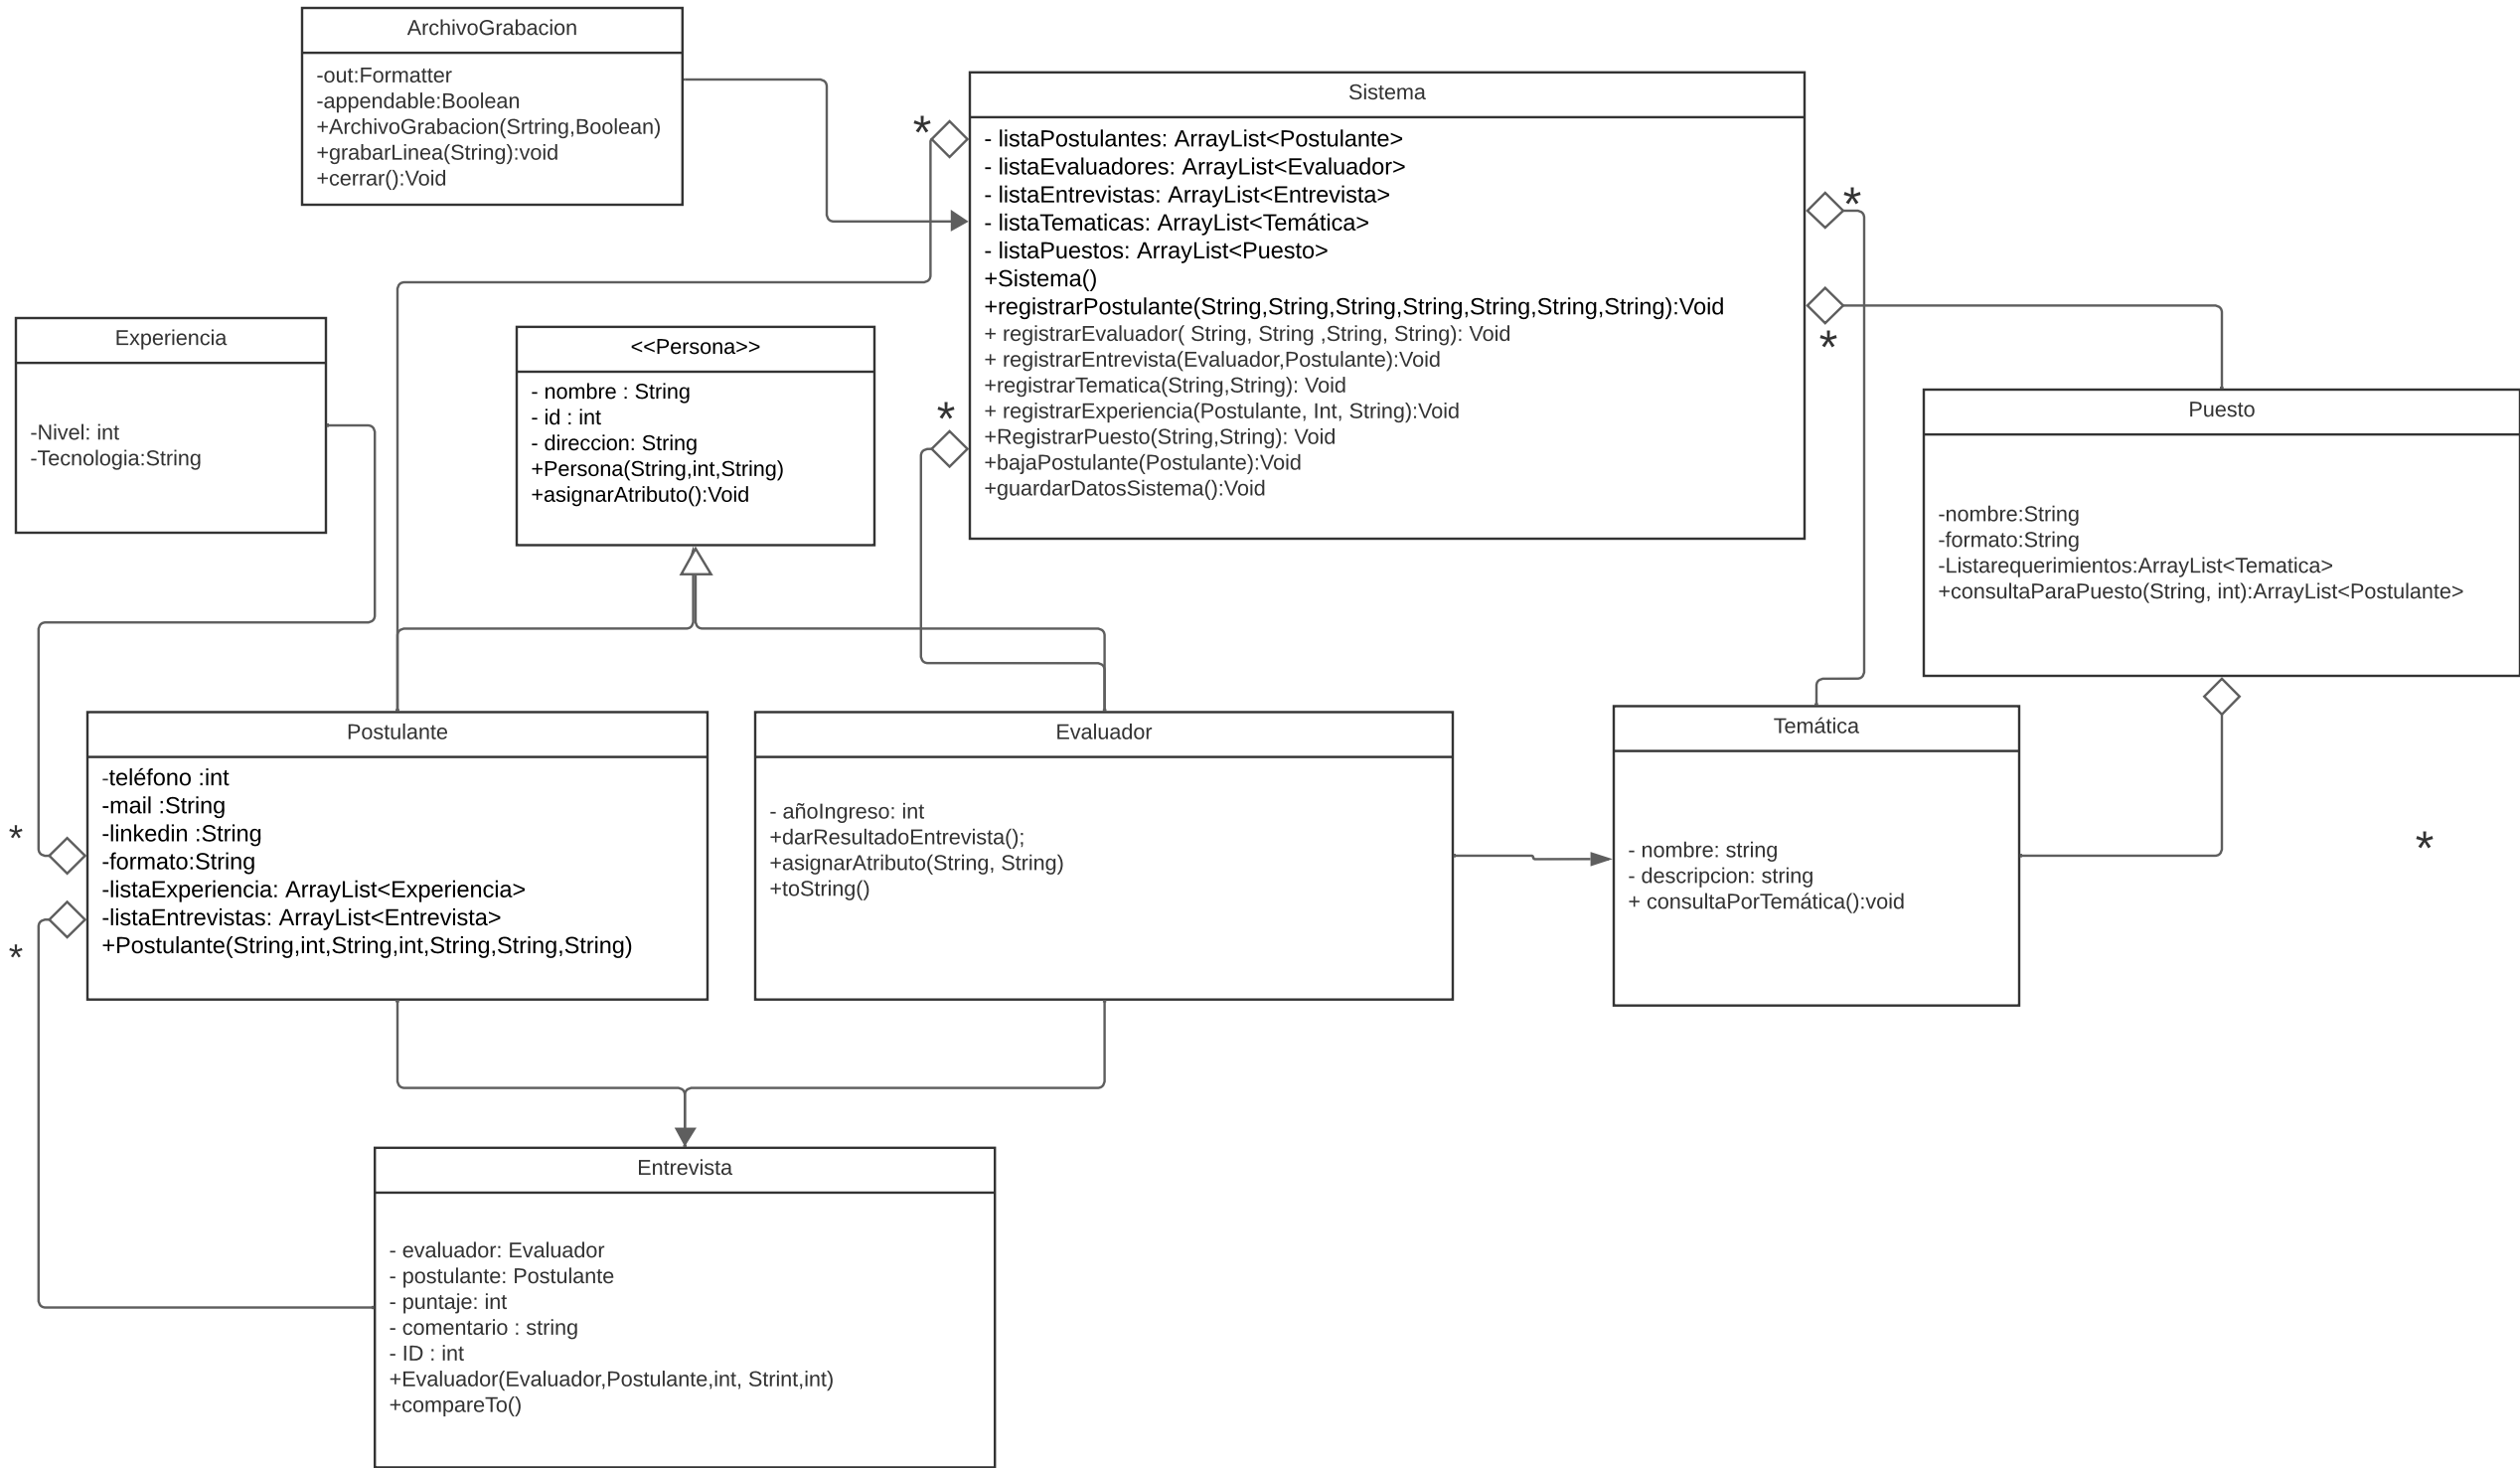 ArchivoGrabacion
-out:Formatter
-appendable:Boolean
+ArchivoGrabacion(Srtring,Boolean)
+grabarLinea(String):void
+cerrar():Void
Sistema
- listaPostulantes: ArrayList<Postulante>
- listaEvaluadores: ArrayList<Evaluador>
- listaEntrevistas: ArrayList<Entrevista>
- listaTematicas: ArrayList<Temática>
- listaPuestos: ArrayList<Puesto>
+Sistema()
+registrarPostulante(String,String,String,String,String,String,String):Void
+ registrarEvaluador( String, String ,String, String): Void
+ registrarEntrevista(Evaluador,Postulante):Void
+registrarTematica(String,String): Void
+ registrarExperiencia(Postulante, Int, String):Void
+RegistrarPuesto(String,String): Void
+bajaPostulante(Postulante):Void
+guardarDatosSistema():Void
*
*
*
*
Experiencia
-Nivel: int
-Tecnologia:String
<<Persona>>
- nombre : String
- id : int
- direccion: String
+Persona(String,int,String)
+asignarAtributo():Void
Puesto
-nombre:String
-formato:String
-Listarequerimientos:ArrayList<Tematica>
+consultaParaPuesto(String, int):ArrayList<Postulante>
Postulante
-teléfono :int
-mail :String
-linkedin :String
-formato:String
-listaExperiencia: ArrayList<Experiencia>
-listaEntrevistas: ArrayList<Entrevista>
+Postulante(String,int,String,int,String,String,String)
*
*
Evaluador
- añoIngreso: int
+darResultadoEntrevista();
+asignarAtributo(String, String)
+toString()
Temática
- nombre: string
- descripcion: string
+ consultaPorTemática():void
*
Entrevista
- evaluador: Evaluador
- postulante: Postulante
- puntaje: int
- comentario : string
- ID : int
+Evaluador(Evaluador,Postulante,int, Strint,int)
+compareTo()